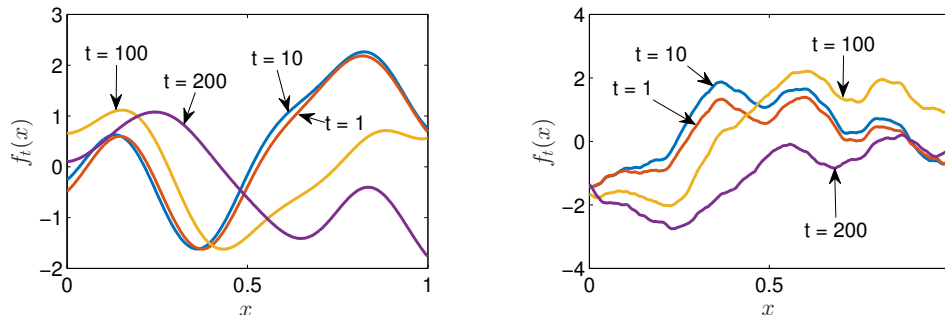 3
2
1
0
−1
−2
0
0.5
1
f_t(x)
x
t = 100
t = 200
t = 10
t = 1
4
2
0
−2
−4
0
0.5
f_t(x)
x
t = 10
t = 1
t = 100
t = 200